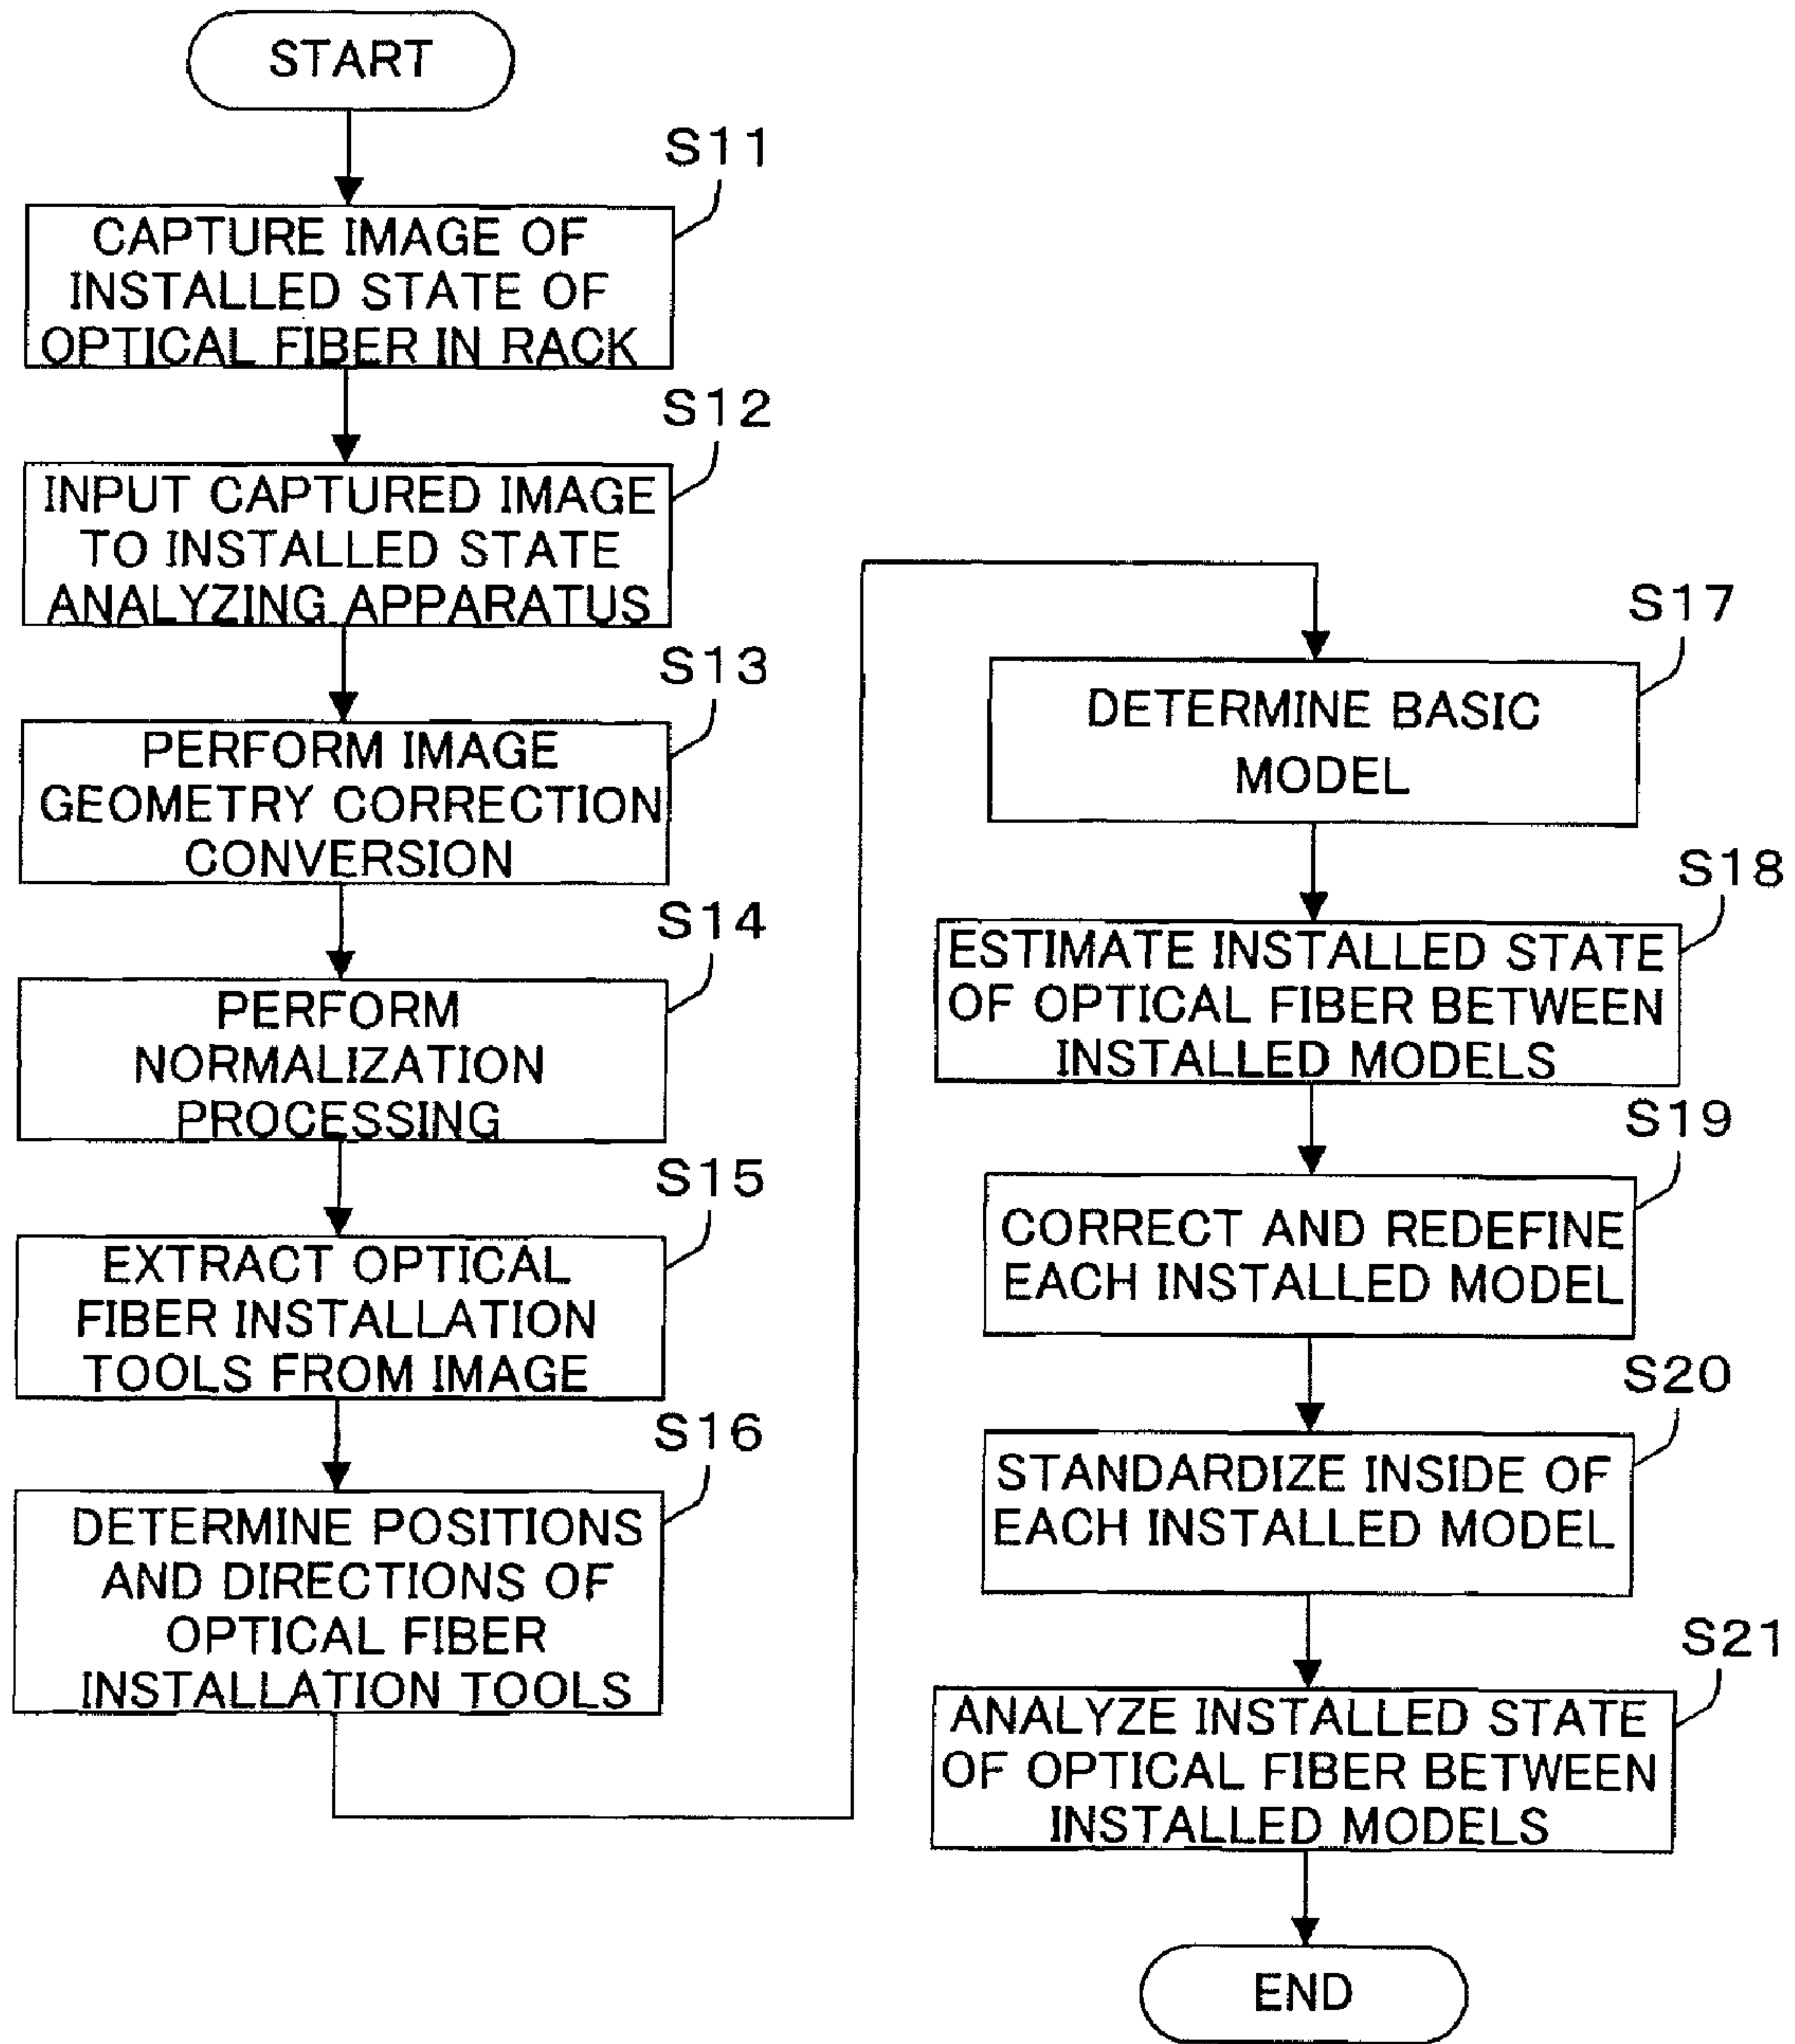 START
S11
CAPTURE IMAGE OF
INSTALLED STATE OF
OPTICAL FIBER IN RACK
S12
INPUT CAPTURED IMAGE
TO INSTALLED STATE
ANALYZING APPARATUS
S13
PERFORM IMAGE
GEOMETRY CORRECTION
CONVERSION
S14
PERFORM
NORMALIZATION
PROCESSING
S15
EXTRACT OPTICAL
FIBER INSTALLATION
TOOLS FROM IMAGE
S16
DETERMINE POSITIONS
AND DIRECTIONS OF
OPTICAL FIBER
INSTALLATION TOOLS
S17
DETERMINE BASIC
MODEL
S18
ESTIMATE INSTALLED STATE
OF OPTICAL FIBER BETWEEN
INSTALLED MODELS
S19
CORRECT AND REDEFINE
EACH INSTALLED MODEL
S20
STANDARDIZE INSIDE OF
EACH INSTALLED MODEL
S21
ANALYZE INSTALLED STATE
OF OPTICAL FIBER BETWEEN
INSTALLED MODELS
END